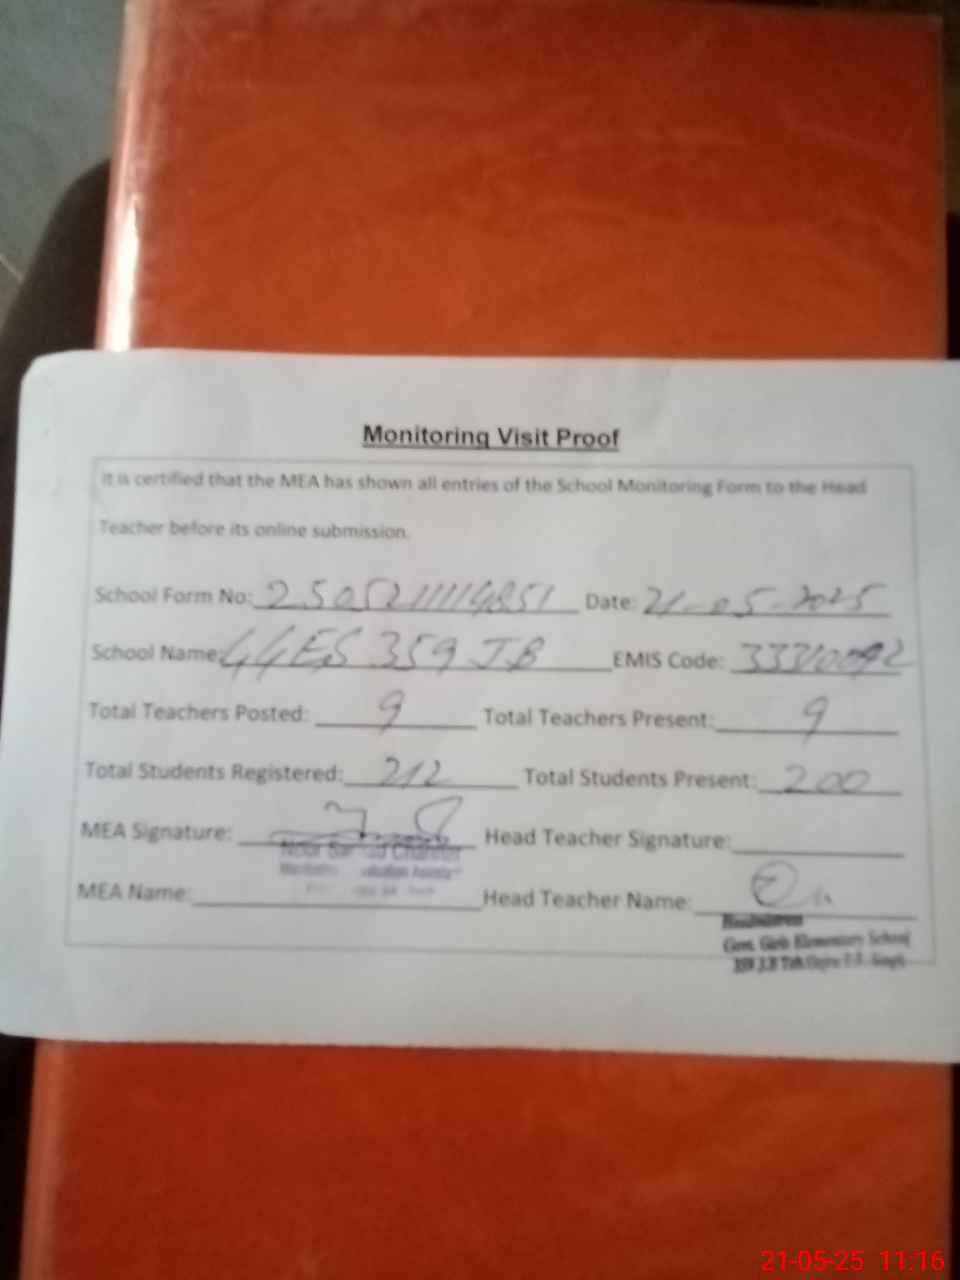 Monitoring Visit Proof
It is certified that the MEA has shown all entries of the School Monitoring Form to the Head
Teacher before its online submission.
School Form No: 250521114851 Date: 21-05-2025
School Name: GGES 359 JB EMIS Code:
Total Teachers Posted: 9 Total Teachers Present: 9
Total Students Registered: 212 Total Students Present: 200
MEA Signature: Head Teacher Signature:
MEA Name: Head Teacher Name:
Headmistress
Govt. Girls Elementary School
21-05-25 11:16